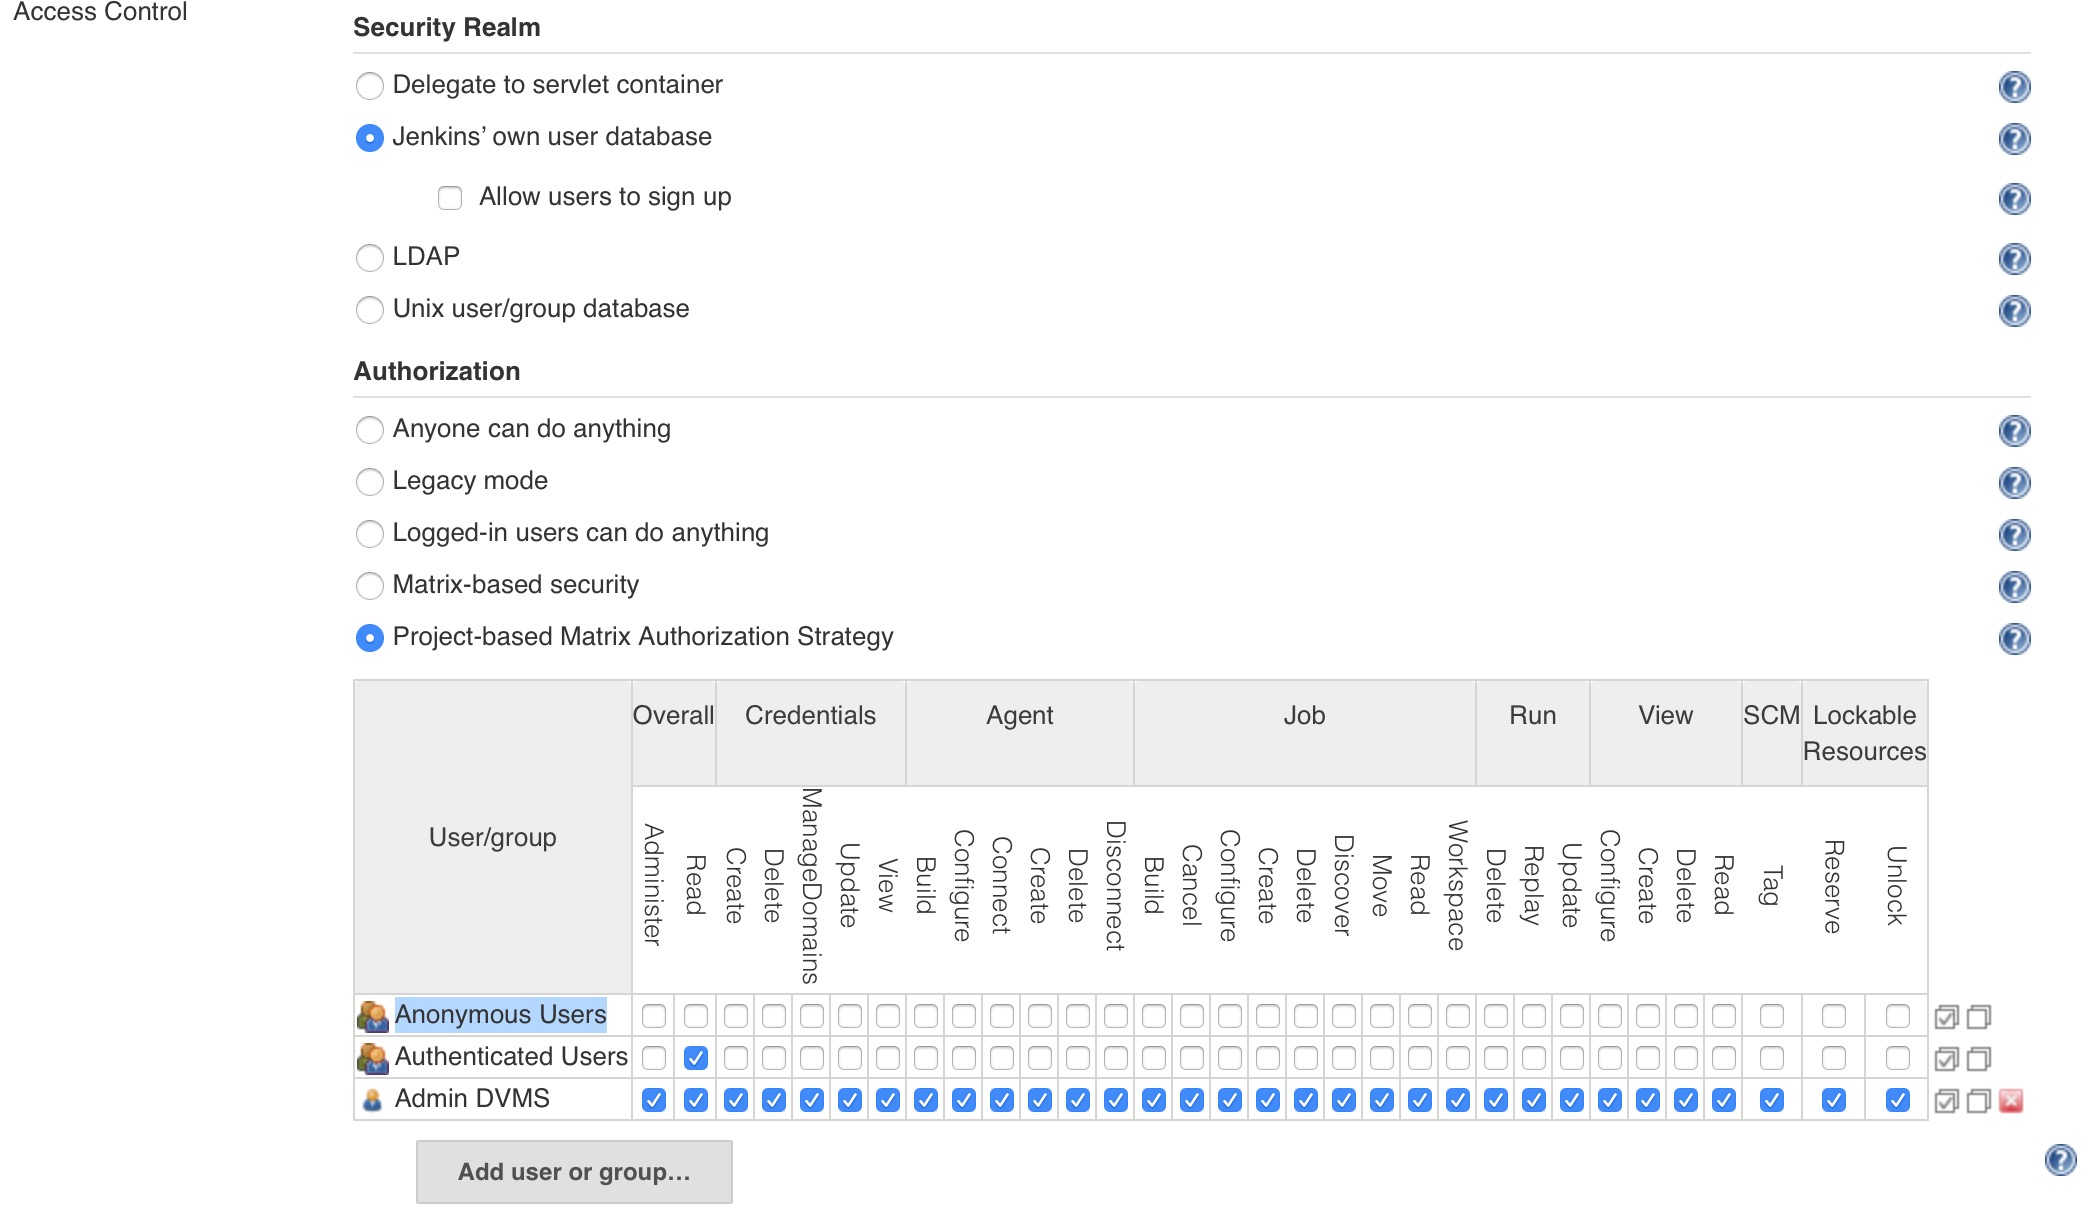 Access Control
Security Realm
Delegate to servlet container
Jenkins’ own user database
Allow users to sign up
LDAP
Unix user/group database
Authorization
Anyone can do anything
Legacy mode
Logged-in users can do anything
Matrix-based security
Project-based Matrix Authorization Strategy
User/group
Overall Credentials Agent Job Run View SCM Lockable
Resources
Administer Read Create Delete ManageDomains Update View Build Configure Connect Create Delete Disconnect Build Cancel Configure Create Delete Discover Move Read Workspace Delete Replay Update Configure Create Delete Read Tag Reserve Unlock
Anonymous Users
Authenticated Users
Admin DVMS
Add user or group...